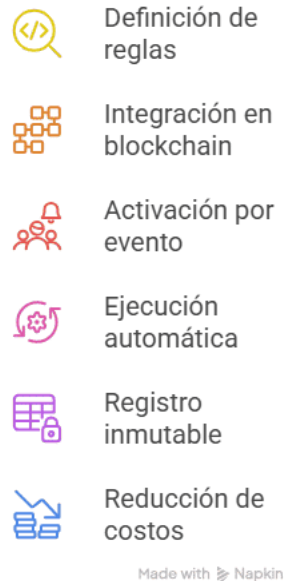 Definición de
reglas
Integración en
blockchain
Activación por
evento
Ejecución
automática
Registro
inmutable
Reducción de
costos
Made with Napkin